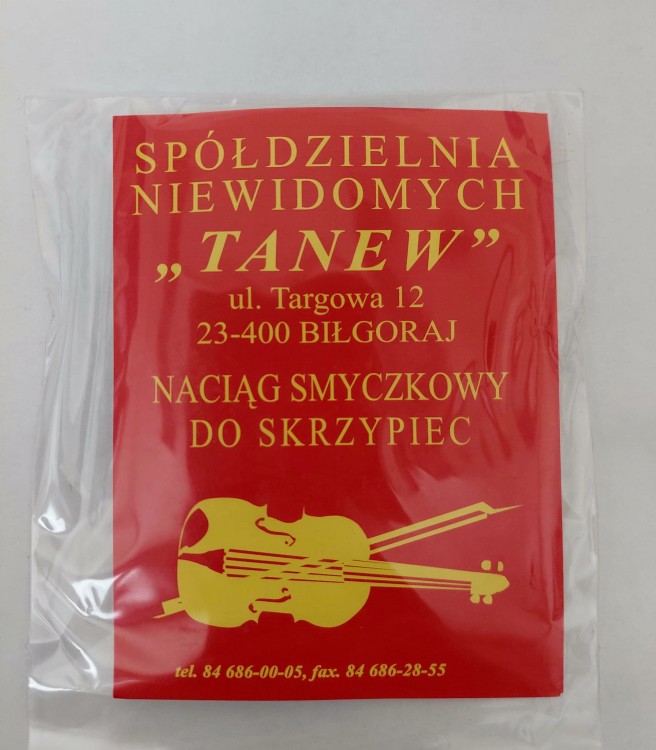 SPÓŁDZIELNIA
NIEWIDOMYCH
„TANEW”
ul. Targowa 12
23-400 BIŁGORAJ
NACIĄG SMYCZKOWY
DO SKRZYPIEC
tel. 84 686-00-05, fax. 84 686-28-55